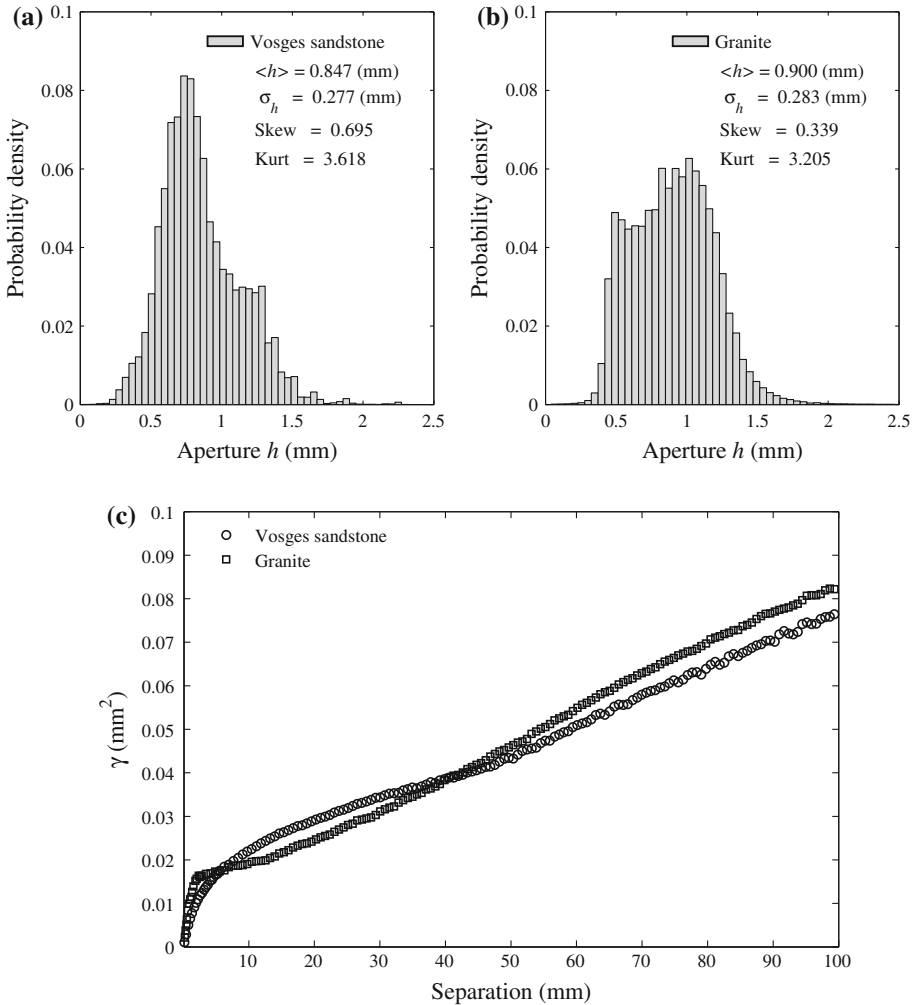 (a)
0.1
0.08
0.06
0.04
0.02
0
Probability density
Vosges sandstone
<h> = 0.847 (mm)
σh = 0.277 (mm)
Skew = 0.695
Kurt = 3.618
0 0.5 1 1.5 2 2.5
Aperture h (mm)
(b)
0.1
0.08
0.06
0.04
0.02
0
Probability density
Granite
<h> = 0.900 (mm)
σh = 0.283 (mm)
Skew = 0.339
Kurt = 3.205
0 0.5 1 1.5 2 2.5
Aperture h (mm)
(c)
0.1
0.09
0.08
0.07
0.06
0.05
0.04
0.03
0.02
0.01
0
γ (mm²)
Vosges sandstone
Granite
10 20 30 40 50 60 70 80 90 100
Separation (mm)